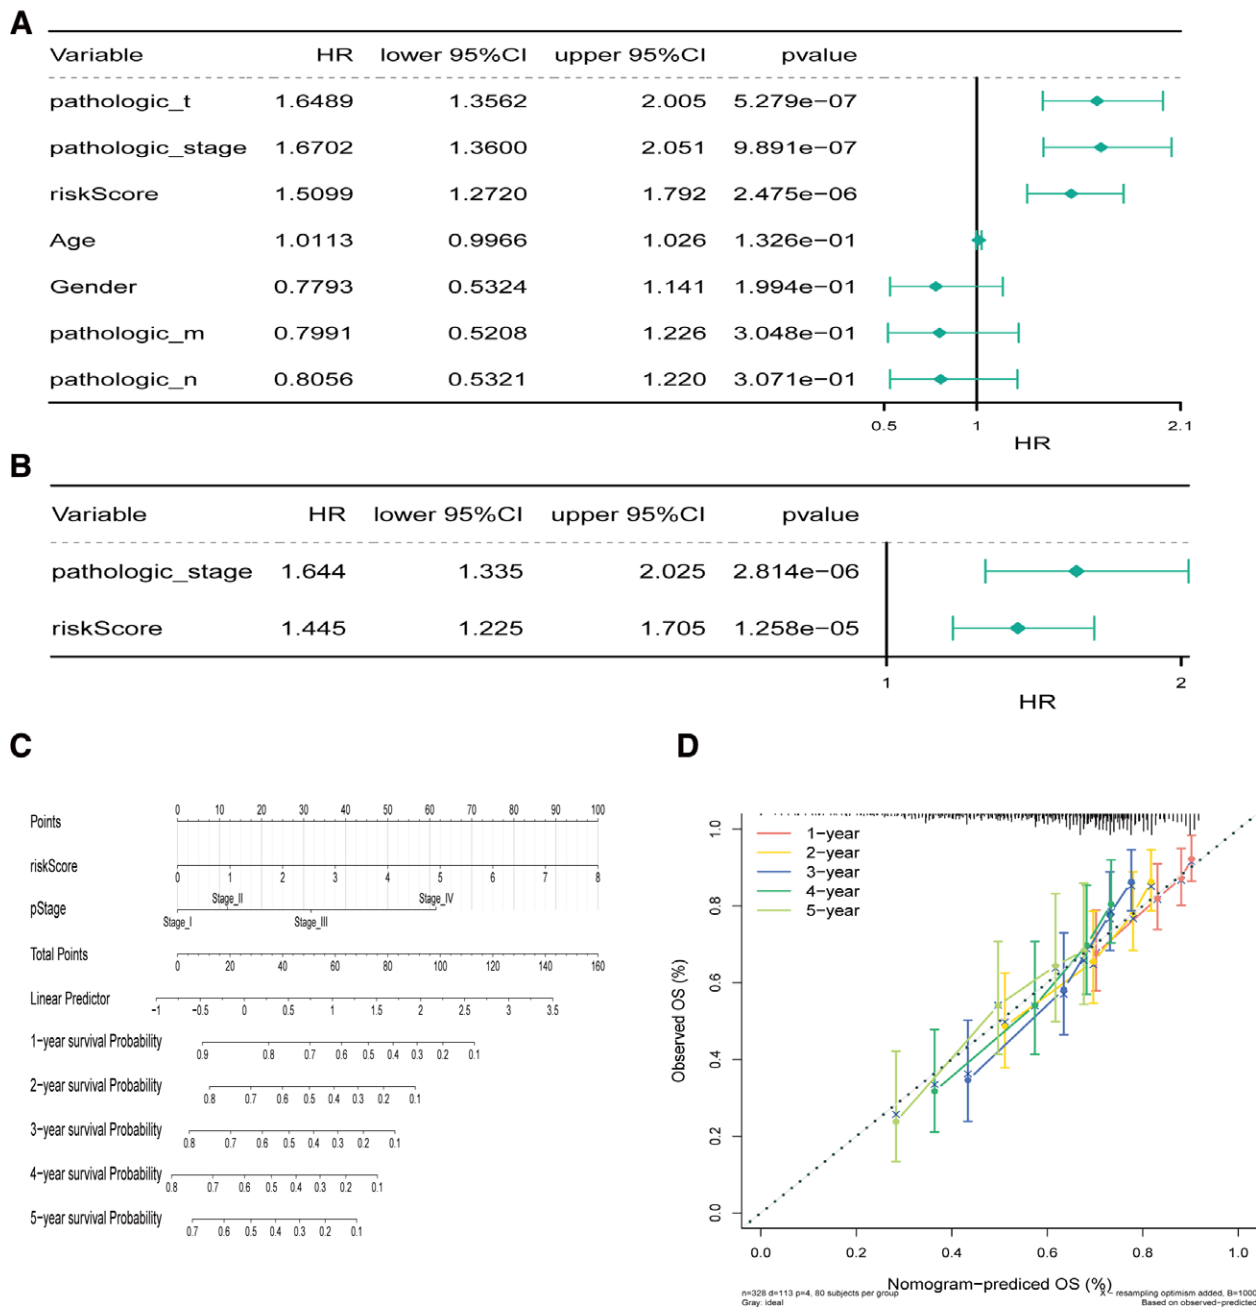 A
Variable HR lower 95%CI upper 95%CI pvalue
pathologic_t 1.6489 1.3562 2.005 5.279e−07
pathologic_stage 1.6702 1.3600 2.051 9.891e−07
riskScore 1.5099 1.2720 1.792 2.475e−06
Age 1.0113 0.9966 1.026 1.326e−01
Gender 0.7793 0.5324 1.141 1.994e−01
pathologic_m 0.7991 0.5208 1.226 3.048e−01
pathologic_n 0.8056 0.5321 1.220 3.071e−01
0.5 1 2.1
HR
B
Variable HR lower 95%CI upper 95%CI pvalue
pathologic_stage 1.644 1.335 2.025 2.814e−06
riskScore 1.445 1.225 1.705 1.258e−05
1 2
HR
C
Points 0 10 20 30 40 50 60 70 80 90 100
riskScore 0 1 2 3 4 5 6 7 8
Stage_II Stage_IV
pStage
Stage_I Stage_III
Total Points 0 20 40 60 80 100 120 140 160
Linear Predictor −1 −0.5 0 0.5 1 1.5 2 2.5 3 3.5
1−year survival Probability 0.9 0.8 0.7 0.6 0.5 0.4 0.3 0.2 0.1
2−year survival Probability 0.8 0.7 0.6 0.5 0.4 0.3 0.2 0.1
3−year survival Probability 0.8 0.7 0.6 0.5 0.4 0.3 0.2 0.1
4−year survival Probability 0.8 0.7 0.6 0.5 0.4 0.3 0.2 0.1
5−year survival Probability 0.7 0.6 0.5 0.4 0.3 0.2 0.1
D
1−year
2−year
3−year
4−year
5−year
Observed OS (%)
1.0
0.8
0.6
0.4
0.2
0.0
0.0 0.2 0.4 0.6 0.8 1.0
Nomogram−prediced OS (%)
n=328 d=113 p=4, 80 subjects per group
Gray: ideal
X − resampling optimism added, B=1000
Based on observed−predicted